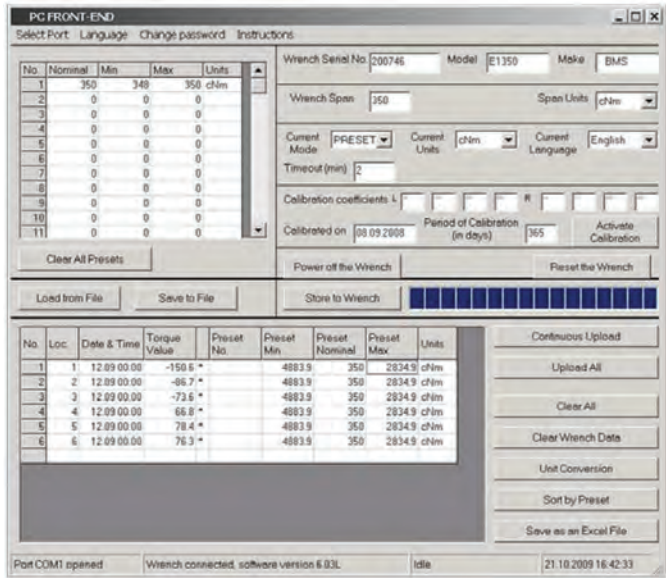 PC FRONT-END
Select Port Language Change password Instructions
No. Nominal Min Max Units
1 350 348 350 cNm
2 0 0 0
3 0 0 0
4 0 0 0
5 0 0 0
6 0 0 0
7 0 0 0
8 0 0 0
9 0 0 0
10 0 0 0
11 0 0 0
Clear All Presets
Wrench Serial No. 200746 Model E1350 Make BMS
Wrench Span 350 Span Units cNm
Current Mode PRESET Current Units cNm Current Language English
Timeout (min) 2
Calibration coefficients L - - - - R - - - -
Calibrated on 08.09.2008 Period of Calibration (in days) 365 Activate Calibration
Power off the Wrench Reset the Wrench
Load from File Save to File Store to Wrench
No. Loc. Date & Time Torque Value Preset No. Preset Min Preset Nominal Preset Max Units
1 1 12.09 00:00 -150.6 * 4883.9 350 2834.9 cNm
2 2 12.09 00:00 -86.7 * 4883.9 350 2834.9 cNm
3 3 12.09 00:00 -73.6 * 4883.9 350 2834.9 cNm
4 4 12.09 00:00 66.8 * 4883.9 350 2834.9 cNm
5 5 12.09 00:00 78.4 * 4883.9 350 2834.9 cNm
6 6 12.09 00:00 76.3 * 4883.9 350 2834.9 cNm
Continuous Upload
Upload All
Clear All
Clear Wrench Data
Unit Conversion
Sort by Preset
Save as an Excel File
Port COM1 opened Wrench connected, software version 6.03L Idle 21.10.2009 16:42:33